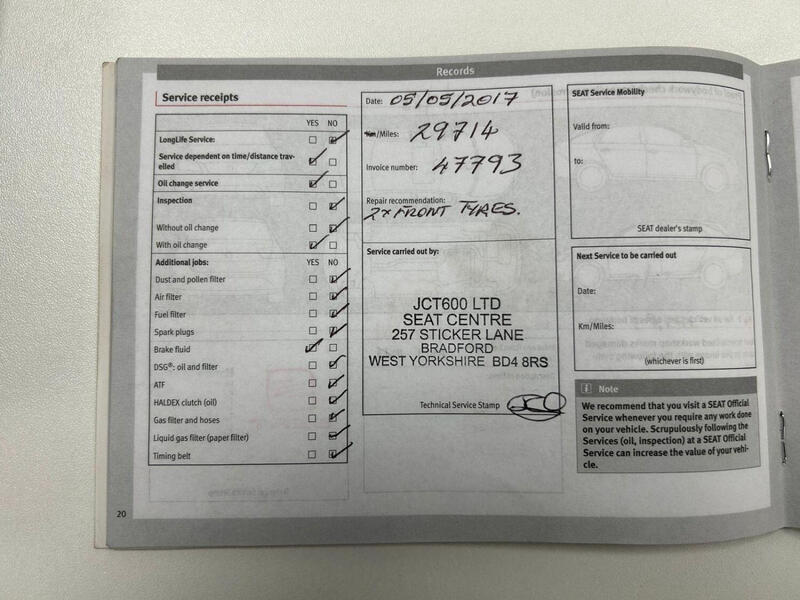 Records
Service receipts
YES NO
LongLife Service:
Service dependent on time/distance trav-
elled
Oil change service
Inspection
Without oil change
With oil change
Additional jobs: YES NO
Dust and pollen filter
Air filter
Fuel filter
Spark plugs
Brake fluid
DSG®: oil and filter
ATF
HALDEX clutch (oil)
Gas filter and hoses
Liquid gas filter (paper filter)
Timing belt
20
Date: 05/05/2017
Km/Miles: 29714
Invoice number: 47793
Repair recommendation:
2x FRONT TYRES.
Service carried out by:
JCT600 LTD
SEAT CENTRE
257 STICKER LANE
BRADFORD
WEST YORKSHIRE BD4 8RS
Technical Service Stamp
SEAT Service Mobility
Valid from:
to:
SEAT dealer's stamp
Next Service to be carried out
Date:
Km/Miles:
(whichever is first)
i Note
We recommend that you visit a SEAT Official
Service whenever you require any work done
on your vehicle. Scrupulously following the
Services (oil, inspection) at a SEAT Official
Service can increase the value of your vehi-
cle.